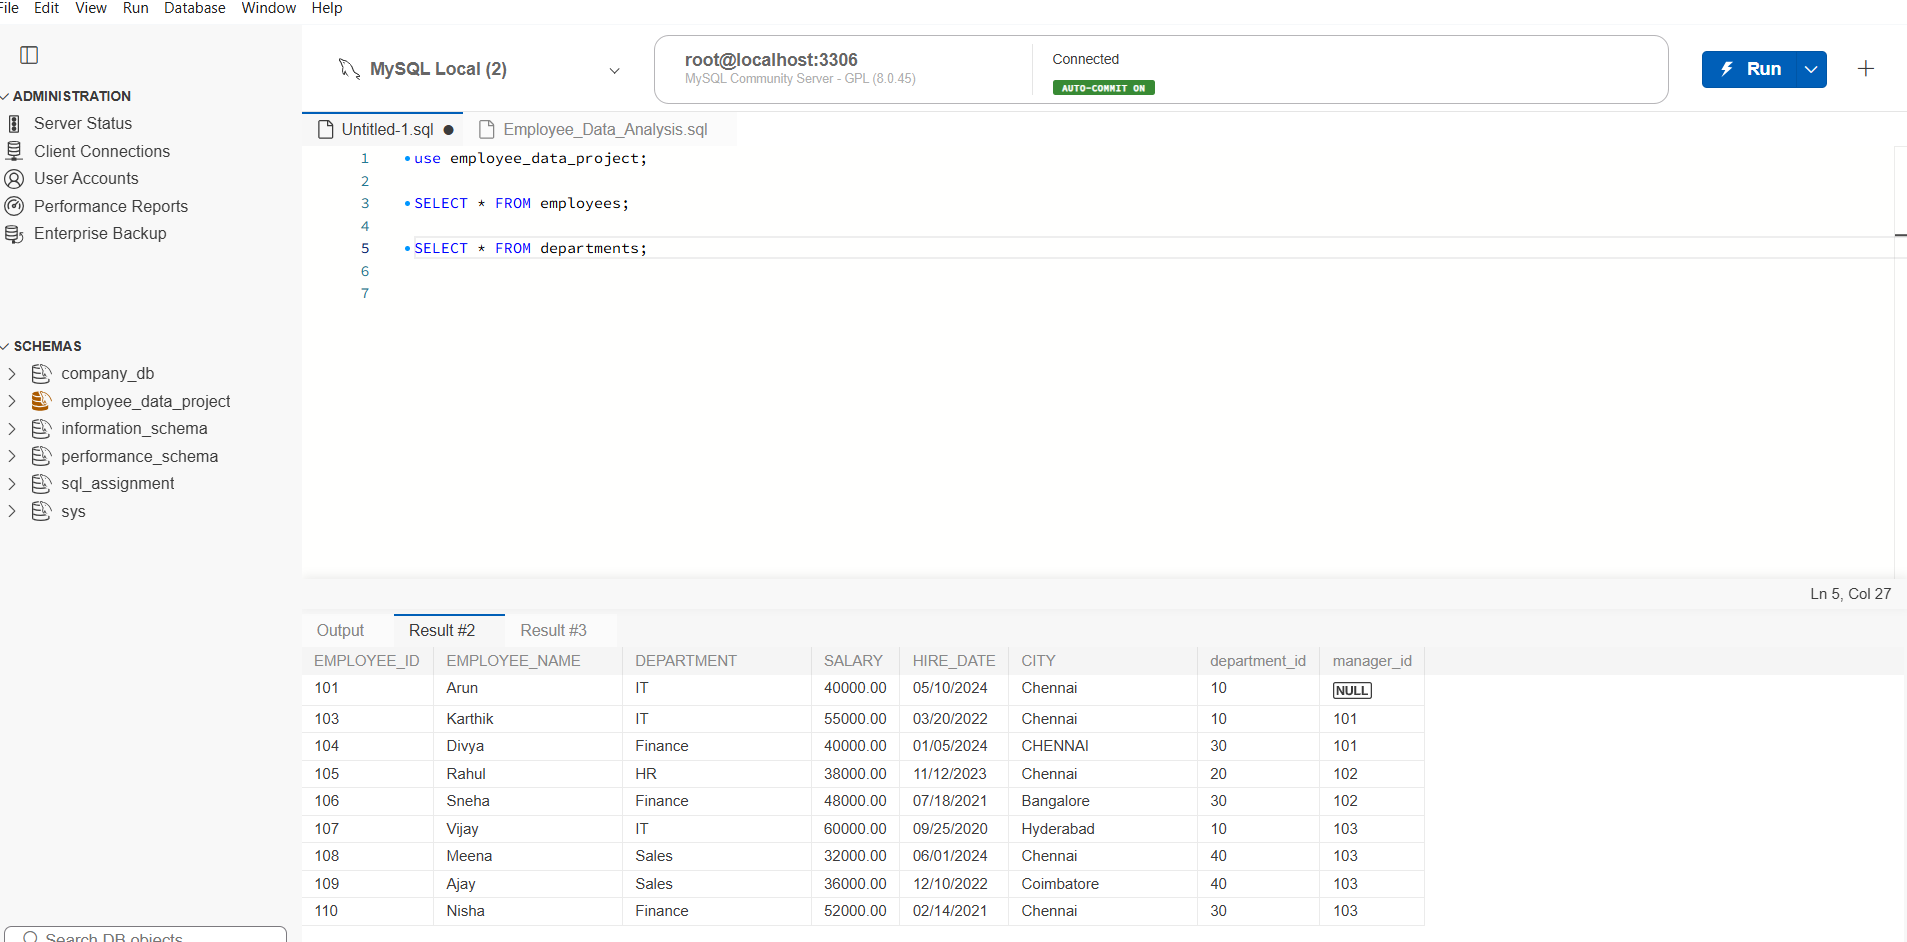 File Edit View Run Database Window Help
MySQL Local (2)
root@localhost:3306
MySQL Community Server - GPL (8.0.45)
Connected
AUTO-COMMIT ON
Run
ADMINISTRATION
Server Status
Client Connections
User Accounts
Performance Reports
Enterprise Backup
SCHEMAS
company_db
employee_data_project
information_schema
performance_schema
sql_assignment
sys
Search DB objects
Untitled-1.sql Employee_Data_Analysis.sql
1 use employee_data_project;
2
3 SELECT * FROM employees;
4
5 SELECT * FROM departments;
6
7
Ln 5, Col 27
Output Result #2 Result #3
EMPLOYEE_ID EMPLOYEE_NAME DEPARTMENT SALARY HIRE_DATE CITY department_id manager_id
101 Arun IT 40000.00 05/10/2024 Chennai 10 NULL
103 Karthik IT 55000.00 03/20/2022 Chennai 10 101
104 Divya Finance 40000.00 01/05/2024 CHENNAI 30 101
105 Rahul HR 38000.00 11/12/2023 Chennai 20 102
106 Sneha Finance 48000.00 07/18/2021 Bangalore 30 102
107 Vijay IT 60000.00 09/25/2020 Hyderabad 10 103
108 Meena Sales 32000.00 06/01/2024 Chennai 40 103
109 Ajay Sales 36000.00 12/10/2022 Coimbatore 40 103
110 Nisha Finance 52000.00 02/14/2021 Chennai 30 103